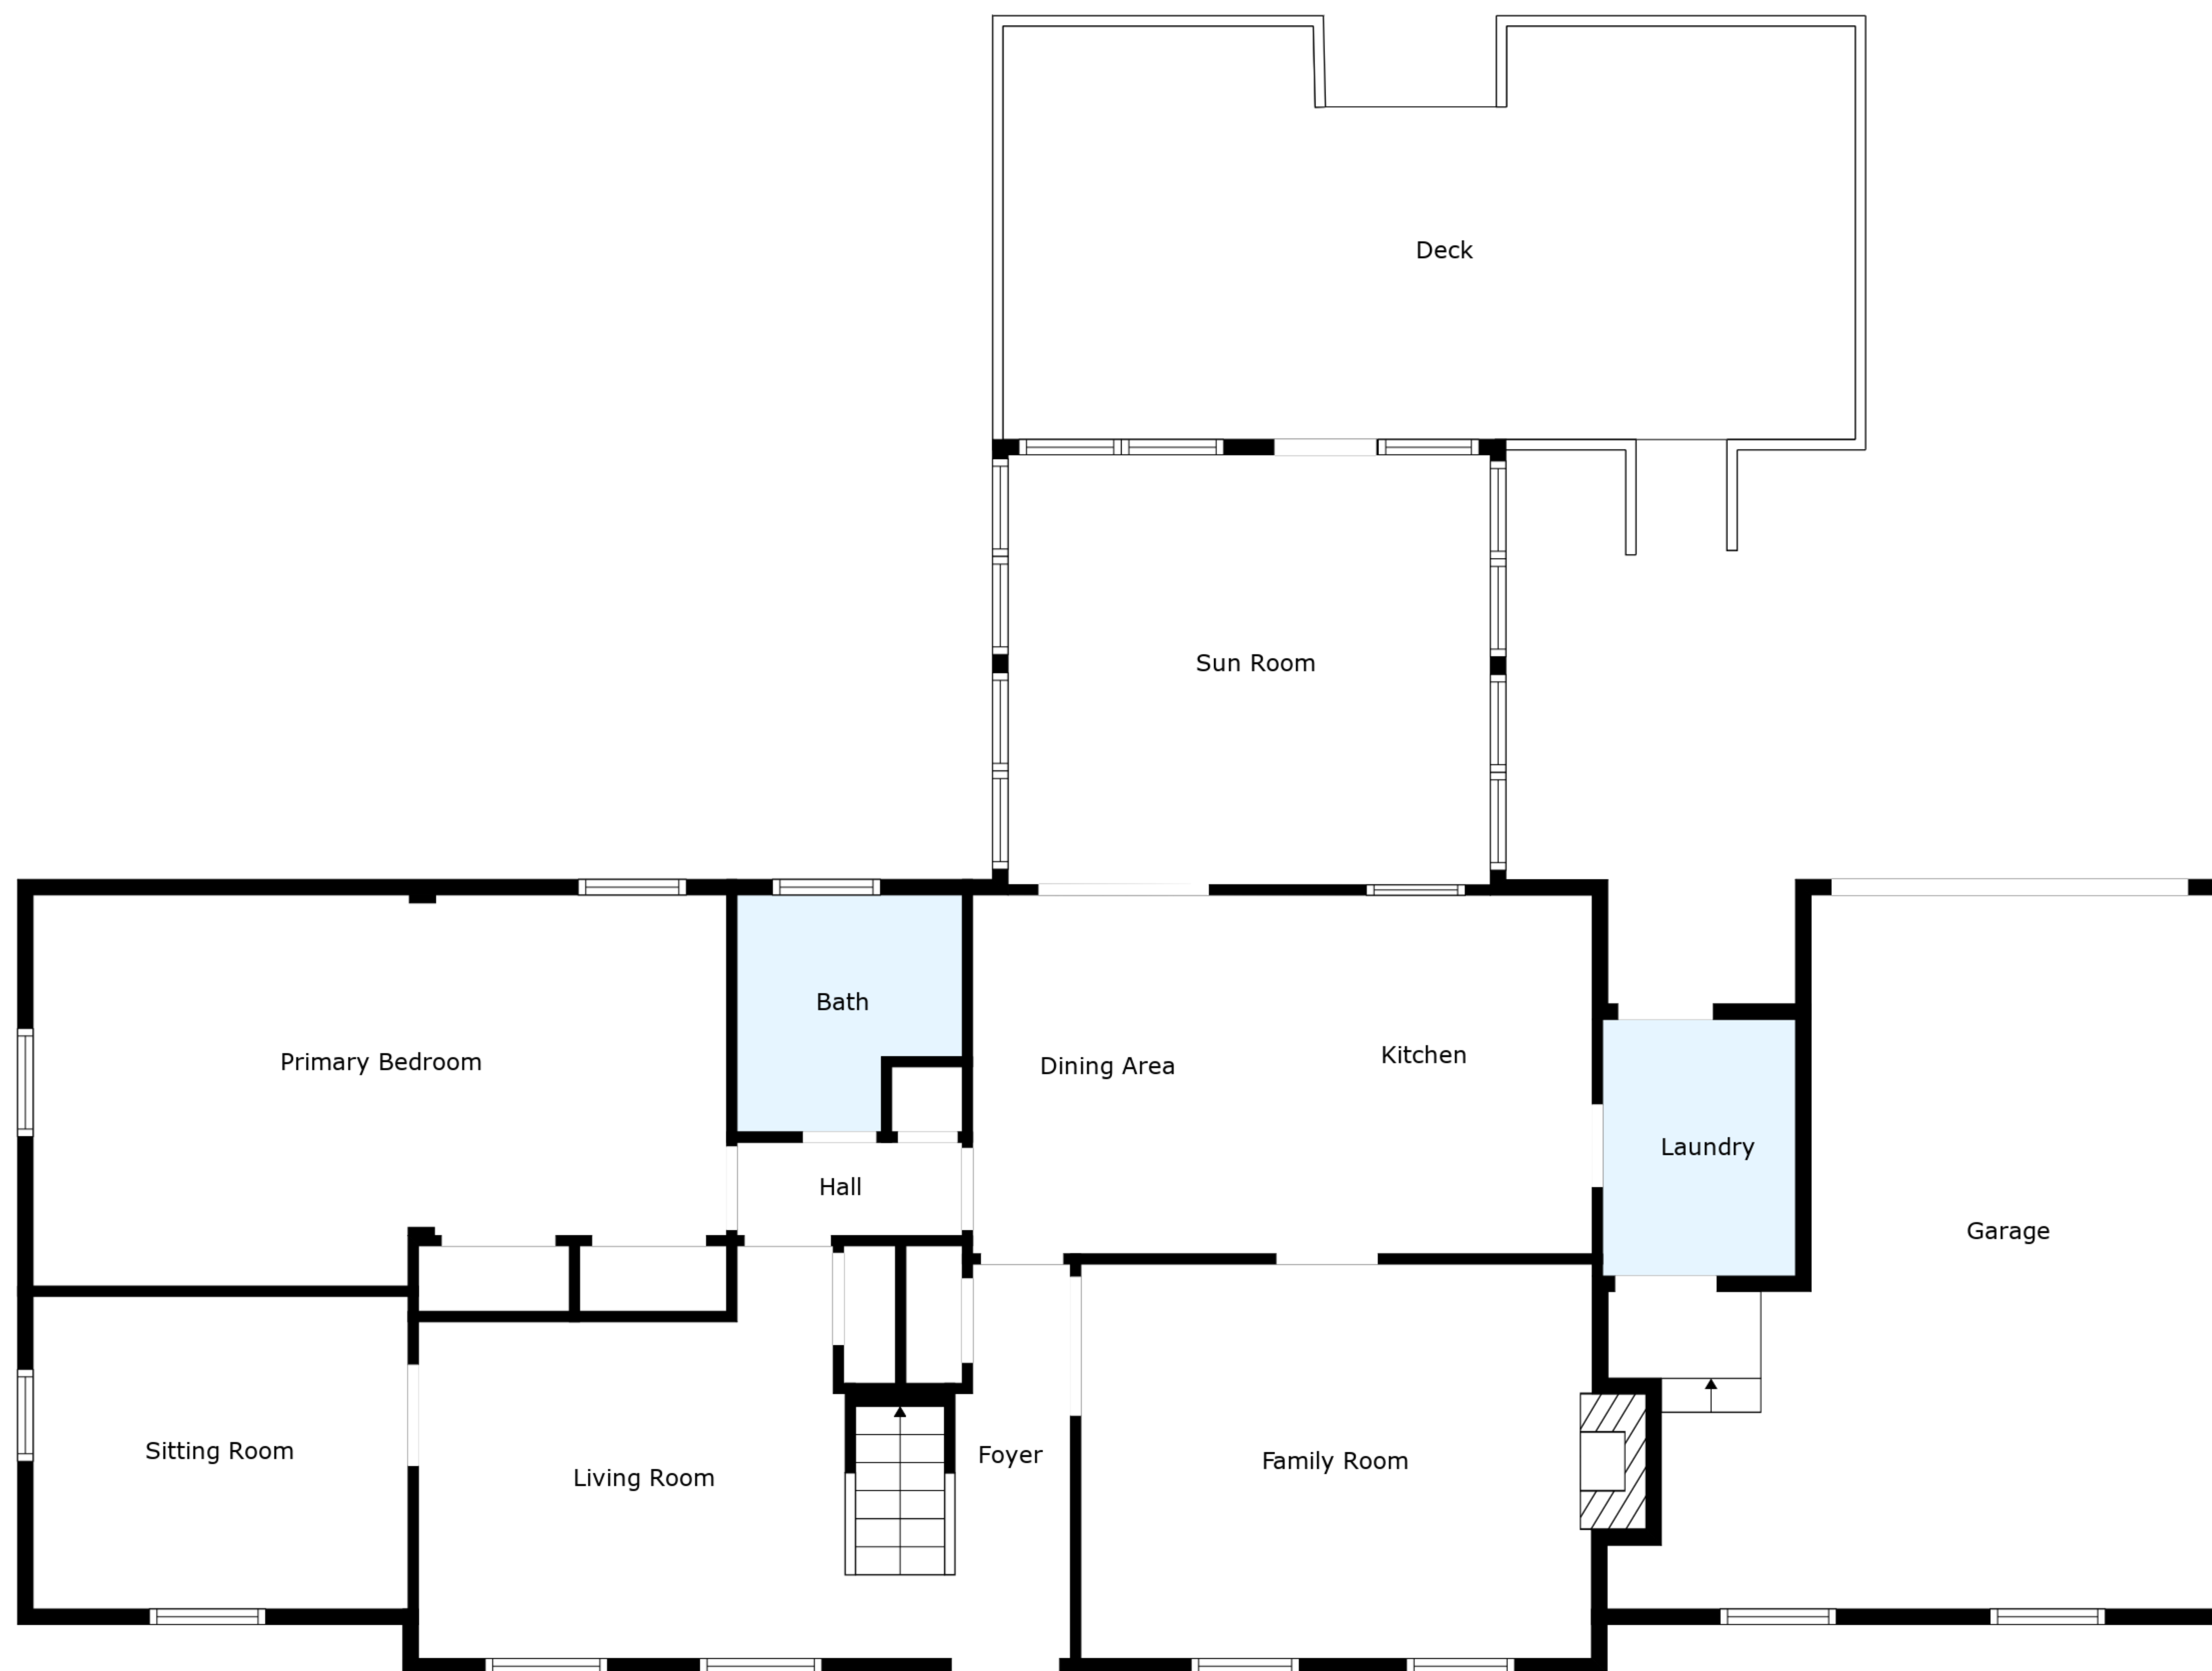 Deck
Sun Room
Bath
Kitchen
Primary Bedroom
Dining Area
Laundry
Hall
Garage
Sitting Room
Foyer
Family Room
Living Room